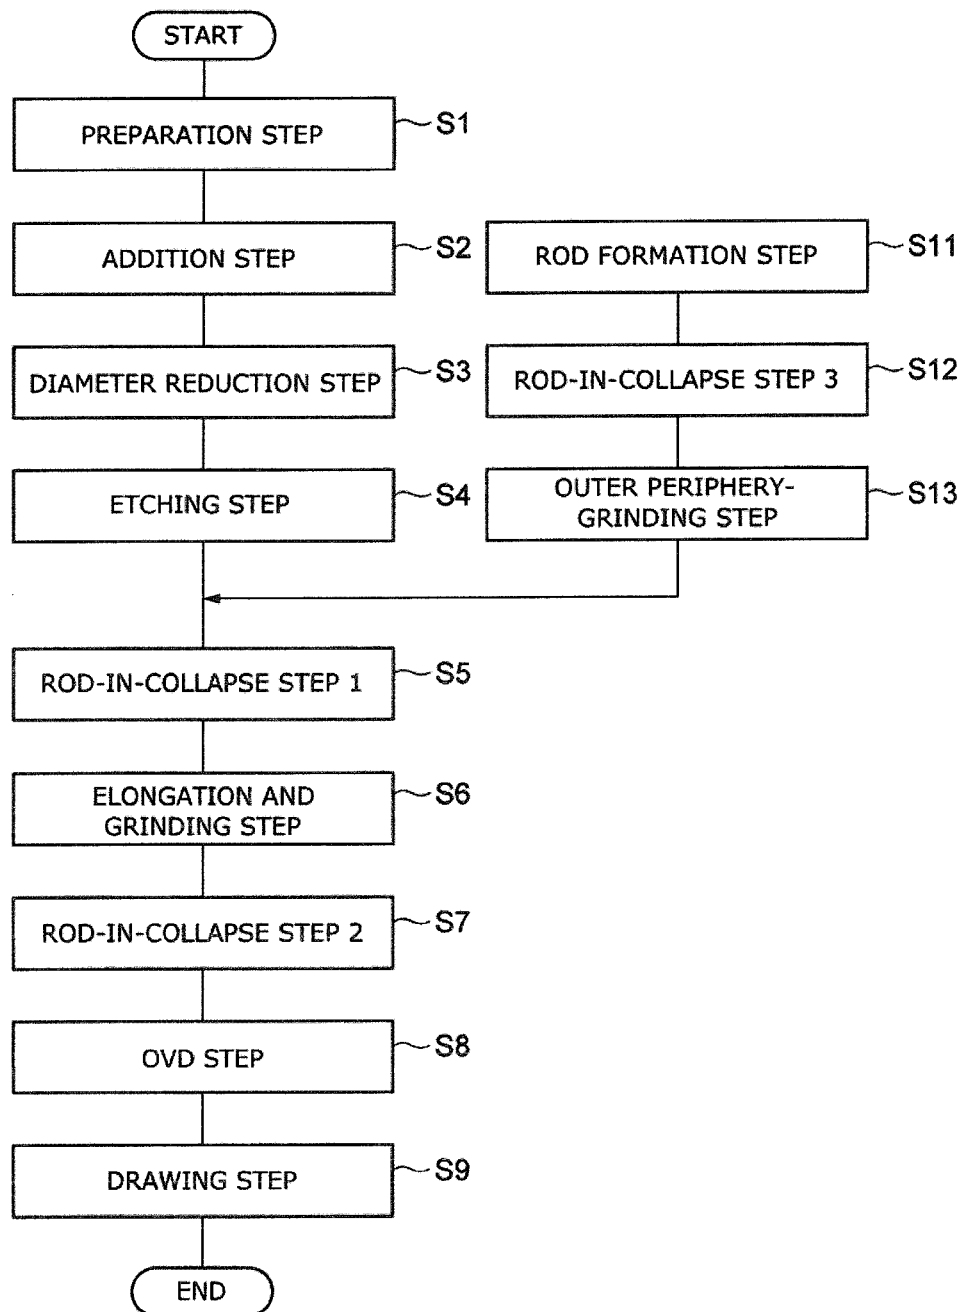 START
PREPARATION STEP
S1
ADDITION STEP
S2
DIAMETER REDUCTION STEP
S3
ETCHING STEP
S4
ROD FORMATION STEP
S11
ROD-IN-COLLAPSE STEP 3
S12
OUTER PERIPHERY-
GRINDING STEP
S13
ROD-IN-COLLAPSE STEP 1
S5
ELONGATION AND
GRINDING STEP
S6
ROD-IN-COLLAPSE STEP 2
S7
OVD STEP
S8
DRAWING STEP
S9
END